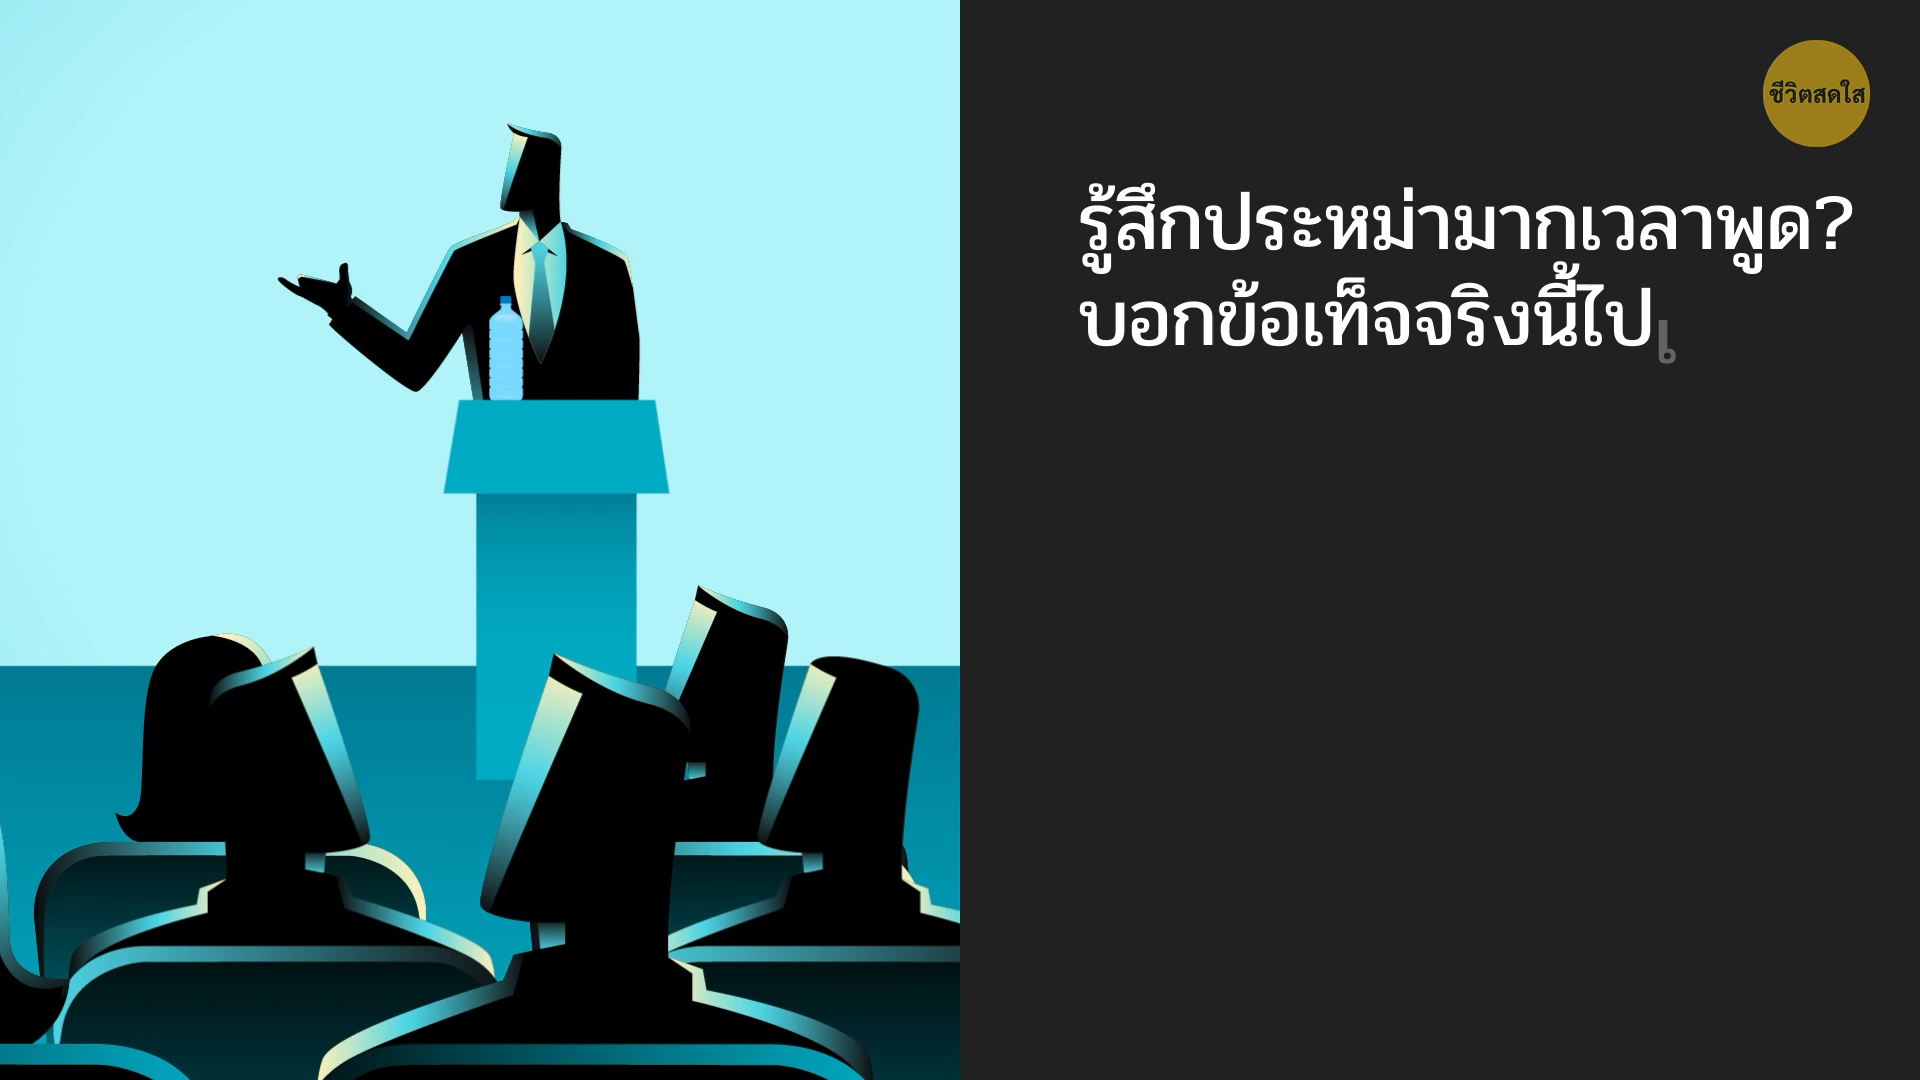 ชีวิตสดใส
รู้สึกประหม่ามากเวลาพูด?
บอกข้อเท็จจริงนี้ไปเ